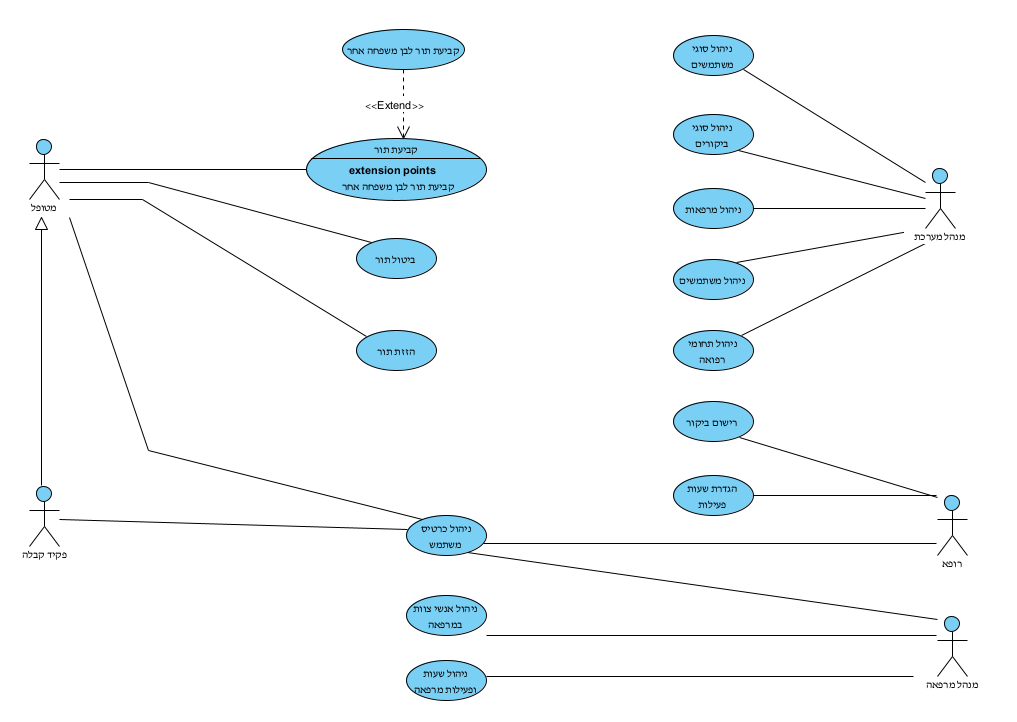 קביעת תור לבן משפחה אחר
<<Extend>>
קביעת תור
extension points
קביעת תור לבן משפחה אחר
מטופל
ביטול תור
הזזת תור
פקיד קבלה
ניהול כרטיס
משתמש
ניהול אנשי צוות
במרפאה
ניהול שעות
ופעילות מרפאה
ניהול סוגי
משתמשים
ניהול סוגי
ביקורים
ניהול מרפאות
ניהול משתמשים
ניהול תחומי
רפואה
מנהל מערכת
רישום ביקור
הגדרת שעות
פעילות
רופא
מנהל מרפאה